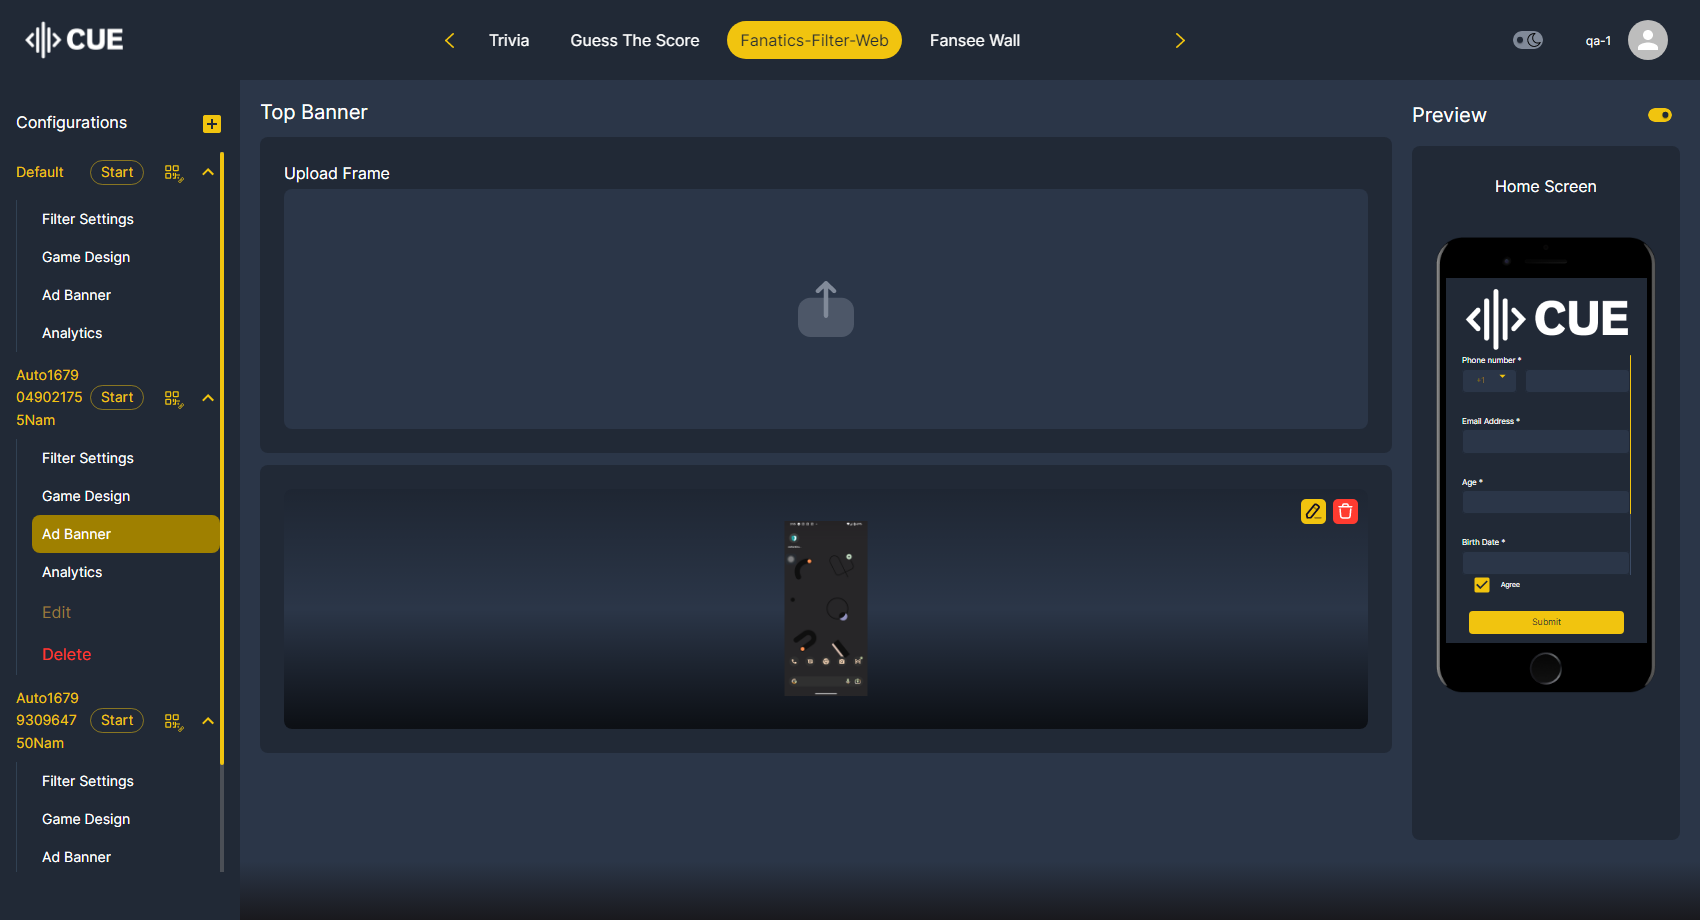 CUE
Trivia
Guess The Score
Fanatics-Filter-Web
Fansee Wall
qa-1
Configurations
Default
Start
Filter Settings
Game Design
Ad Banner
Analytics
Auto1679
04902175
5Nam
Start
Filter Settings
Game Design
Ad Banner
Analytics
Edit
Delete
Auto1679
9309647
50Nam
Start
Filter Settings
Game Design
Ad Banner
Top Banner
Upload Frame
Preview
Home Screen
CUE
Phone number *
+1
Email Address *
Age *
Birth Date *
Agree
Submit